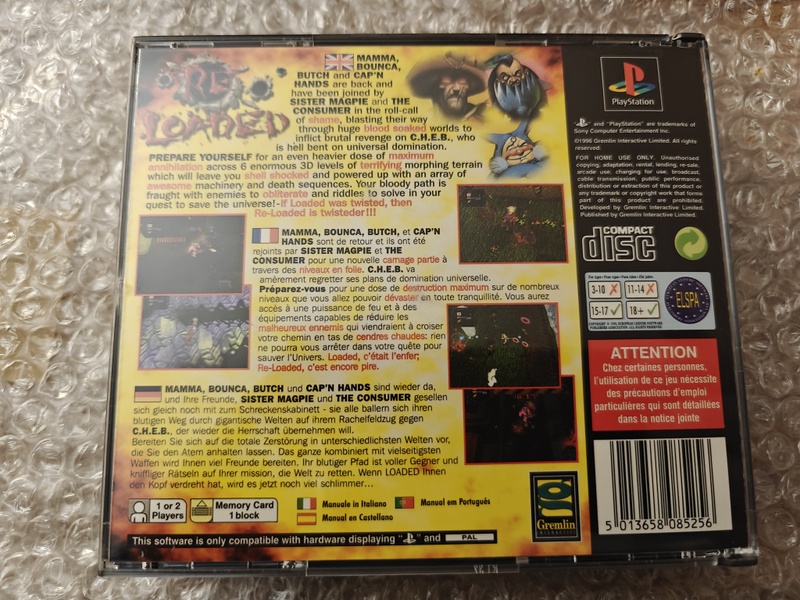 RE-
LOADED
MAMMA,
BOUNCA,
BUTCH and CAP'N
HANDS are back and
have been joined by
SISTER MAGPIE and THE
CONSUMER in the roll-call
of shame, blasting their way
through huge blood soaked worlds to
inflict brutal revenge on C.H.E.B., who
is hell bent on universal domination.
PREPARE YOURSELF for an even heavier dose of maximum
annihilation across 6 enormous 3D levels of terrifying morphing terrain
which will leave you shell shocked and powered up with an array of
awesome machinery and death sequences. Your bloody path is
fraught with enemies to obliterate and riddles to solve in your
quest to save the universe!-If Loaded was twisted, then
Re-Loaded is twisteder!!!
MAMMA, BOUNCA, BUTCH, et CAP'N
HANDS sont de retour et ils ont été
rejoints par SISTER MAGPIE et THE
CONSUMER pour une nouvelle carnage partie à
travers des niveaux en folie. C.H.E.B. va
amèrement regretter ses plans de domination universelle.
Préparez-vous pour une dose de destruction maximum sur de nombreux
niveaux que vous allez pouvoir dévaster en toute tranquillité. Vous aurez
accès à une puissance de feu et à des
équipements capables de réduire les
malheureux ennemis qui viendraient à croiser
votre chemin en tas de cendres chaudes: rien
ne pourra vous arrêter dans votre quête pour
sauver l'Univers. Loaded, c'était l'enfer;
Re-Loaded, c'est encore pire.
MAMMA, BOUNCA, BUTCH und CAP'N HANDS sind wieder da,
und Ihre Freunde, SISTER MAGPIE und THE CONSUMER gesellen
sich gleich noch mit zum Schreckenskabinett - sie alle ballern sich ihren
blutigen Weg durch gigantische Welten auf ihrem Rachelfeldzug gegen
C.H.E.B., der wieder die Herrschaft übernehmen will.
Bereiten Sie sich auf die totale Zerstörung in unterschiedlichsten Welten vor,
die Sie den Atem anhalten lassen. Das ganze kombiniert mit vielseitigsten
Waffen wird Ihnen viel Freunde bereiten. Ihr blutiger Pfad ist voller Gegner und
kniffliger Rätseln auf Ihrer mission, die Welt zu retten. Wenn LOADED Ihnen
den Kopf verdreht hat, wird es jetzt noch viel schlimmer...
1 or 2
Players
Memory Card
1 block
Manuale in Italiano
Manual em Português
Manual en Castellano
Gremlin
INTERACTIVE
This software is only compatible with hardware displaying and PAL
PlayStation
and "PlayStation" are trademarks of
Sony Computer Entertainment Inc.
©1996 Gremlin Interactive Limited. All rights
reserved.
FOR HOME USE ONLY. Unauthorised
copying, adaptation, rental, lending, re-sale,
arcade use, charging for use, broadcast,
cable transmission, public performance,
distribution or extraction of this product or
any trademark or copyright work that forms
part of this product are prohibited.
Developed by Gremlin Interactive Limited.
Published by Gremlin Interactive Limited.
COMPACT
disc
3-10
11-14
15-17
18+
ELSPA
ATTENTION
Chez certaines personnes,
l'utilisation de ce jeu nécessite
des précautions d'emploi
particulières qui sont détaillées
dans la notice jointe
5 013658 085256